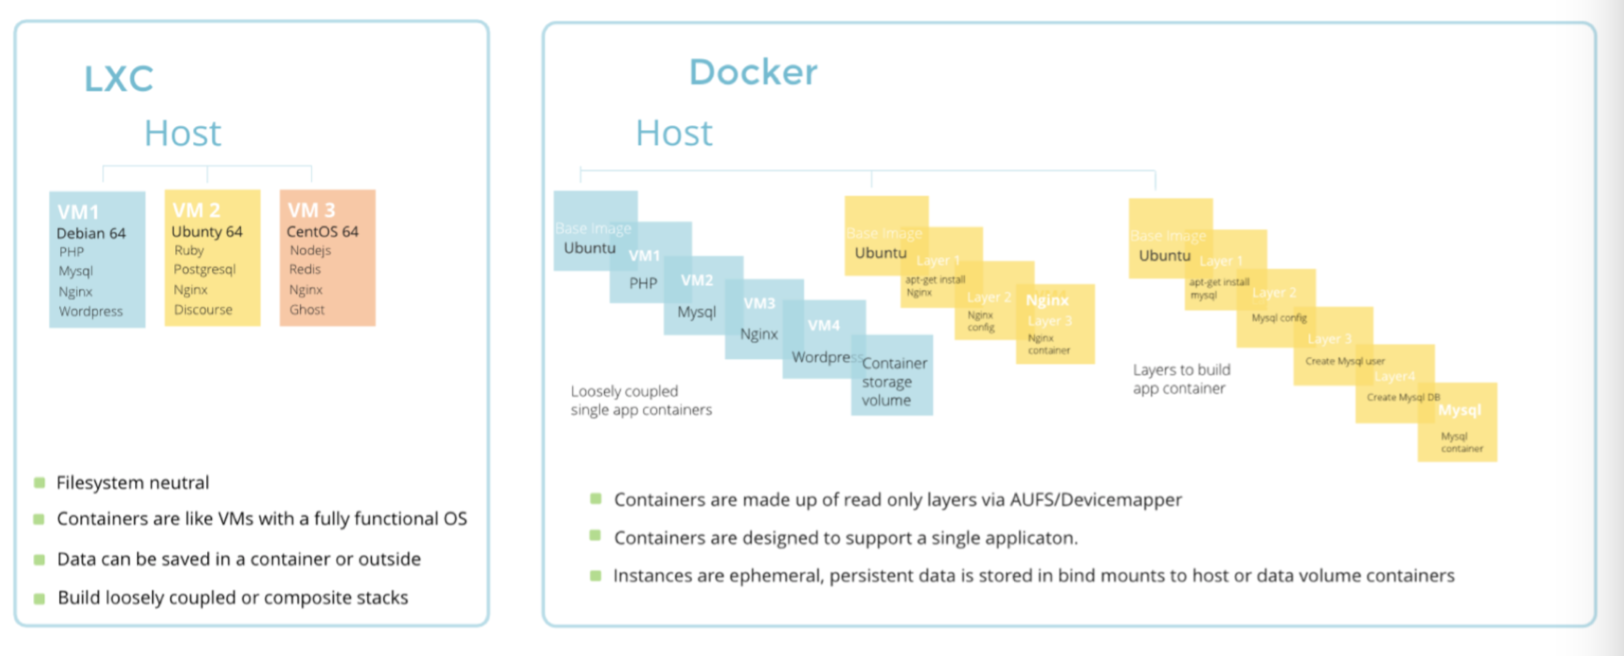 LXC
Host
VM1
Debian 64
PHP
Mysql
Nginx
Wordpress
VM 2
Ubunty 64
Ruby
Postgresql
Nginx
Discourse
VM 3
CentOS 64
Nodejs
Redis
Nginx
Ghost
Filesystem neutral
Containers are like VMs with a fully functional OS
Data can be saved in a container or outside
Build loosely coupled or composite stacks
Docker
Host
Base Image
Ubuntu
VM1
PHP
VM2
Mysql
VM3
Nginx
VM4
Wordpress
Container
storage
volume
Loosely coupled
single app containers
Base Image
Ubuntu
Layer 1
apt-get install
Nginx
Layer 2
Nginx
config
Nginx
Layer 3
Nginx
container
Base Image
Ubuntu
Layer 1
apt-get install
mysql
Layer 2
Mysql config
Layer 3
Create Mysql user
Layer4
Create Mysql DB
Mysql
Mysql
container
Layers to build
app container
Containers are made up of read only layers via AUFS/Devicemapper
Containers are designed to support a single applicaton.
Instances are ephemeral, persistent data is stored in bind mounts to host or data volume containers